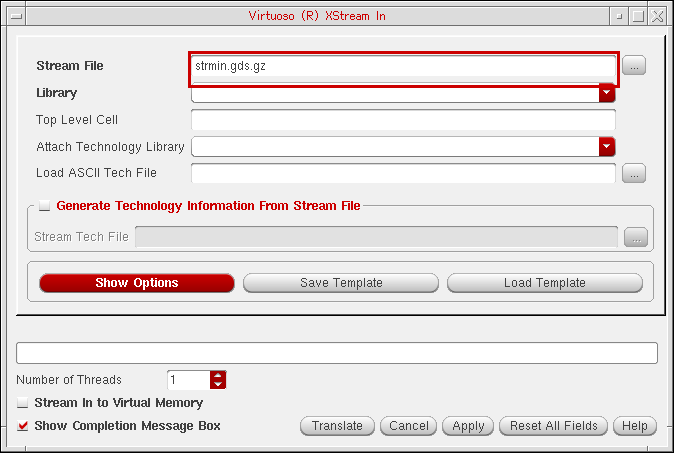 Virtuoso (R) XStream In
Stream File strmin.gds.gz ...
Library
Top Level Cell
Attach Technology Library
Load ASCII Tech File ...
Generate Technology Information From Stream File
Stream Tech File ...
Show Options Save Template Load Template
Number of Threads 1
Stream In to Virtual Memory
Show Completion Message Box Translate Cancel Apply Reset All Fields Help